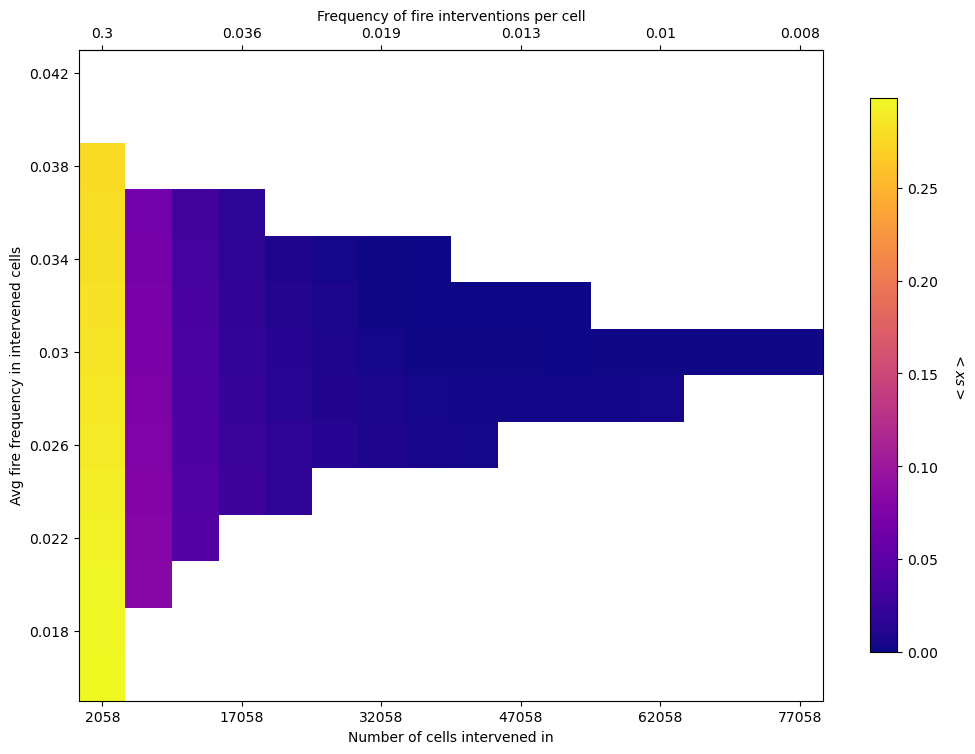 Frequency of fire interventions per cell
0.3 0.036 0.019 0.013 0.01 0.008
0.042
0.038
0.034
0.03
0.026
0.022
0.018
Avg fire frequency in intervened cells
2058 17058 32058 47058 62058 77058
Number of cells intervened in
0.25
0.20
0.15
0.10
0.05
0.00
< sx >